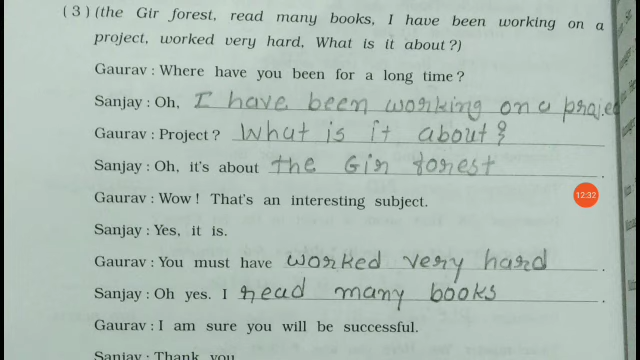 ( 3 ) (the Gir forest, read many books, I have been working on a
project, worked very hard, What is it about ?)
Gaurav : Where have you been for a long time ?
Sanjay : Oh, I have been working on a project
Gaurav : Project ? What is it about? .
Sanjay : Oh, it's about the Gir forest .
Gaurav : Wow ! That's an interesting subject.
12:32
Sanjay : Yes, it is.
Gaurav : You must have worked very hard .
Sanjay : Oh yes. I read many books .
Gaurav : I am sure you will be successful.
Sanjay : Thank you